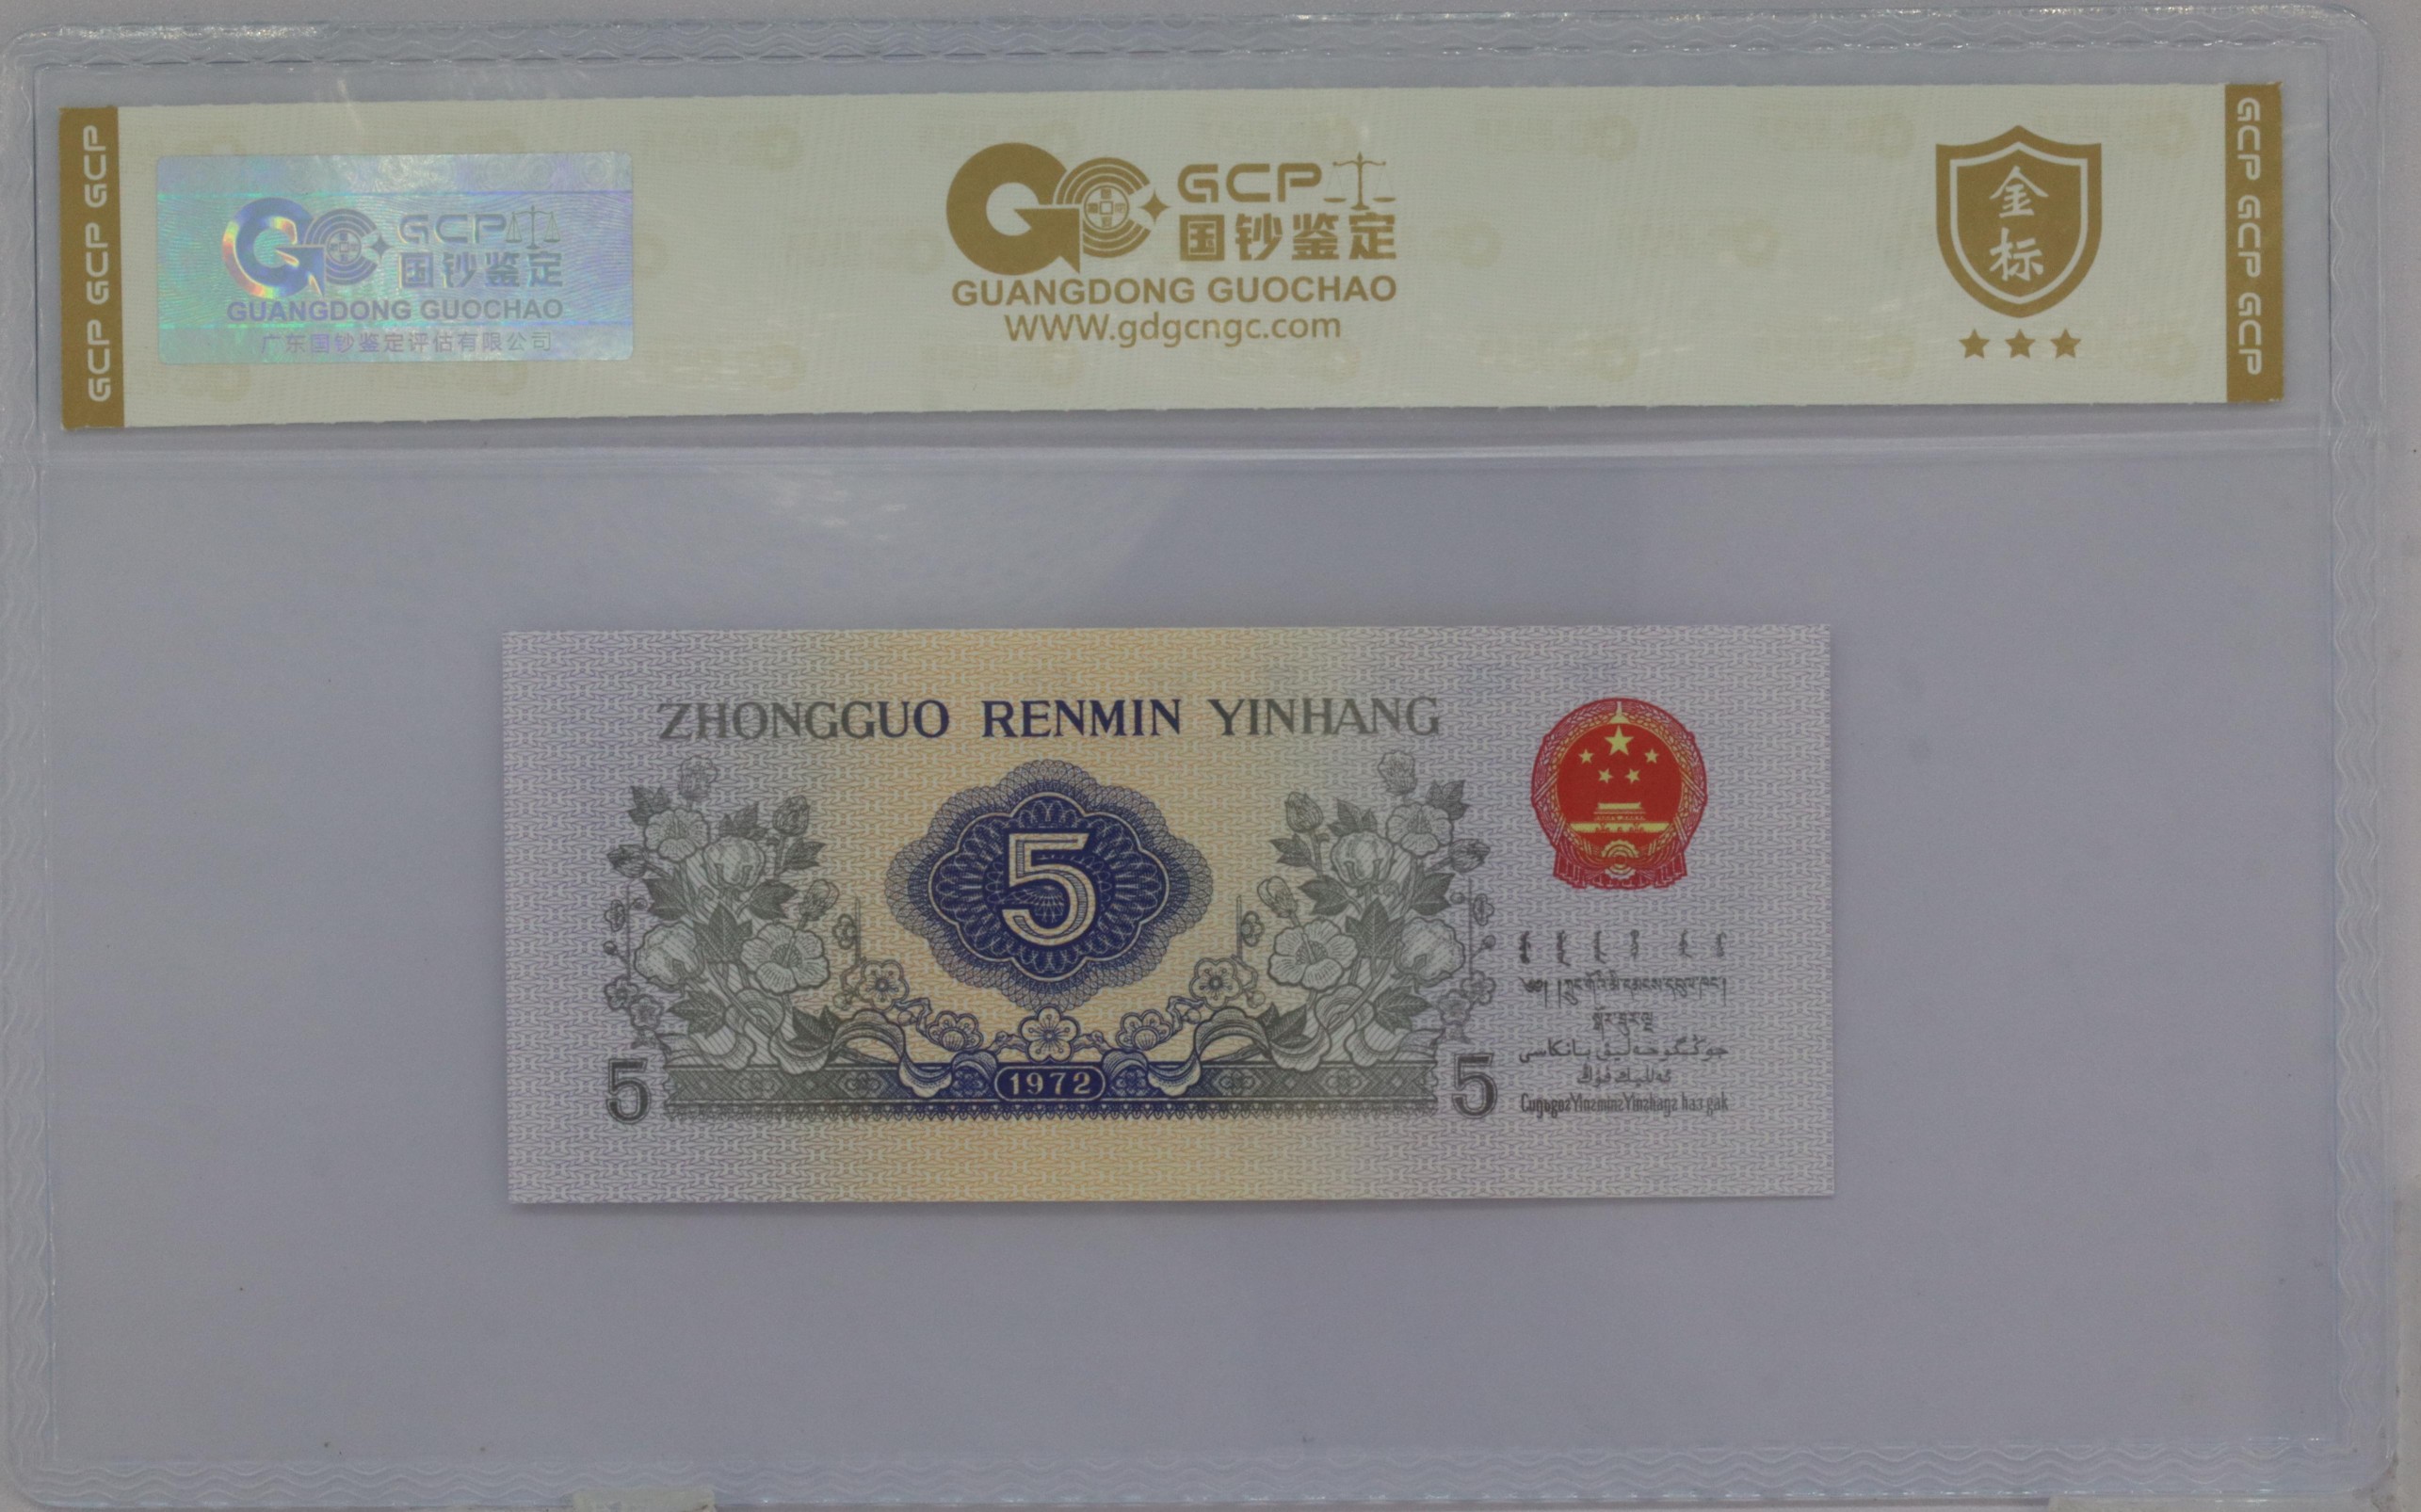 GCP GCP GCP
GCP
国钞鉴定
GUANGDONG GUOCHAO
广东国钞鉴定评估有限公司
GCP
国钞鉴定
GUANGDONG GUOCHAO
WWW.gdgcngc.com
金
标
GCP GCP GCP
ZHONGGUO RENMIN YINHANG
5
1972
5
5